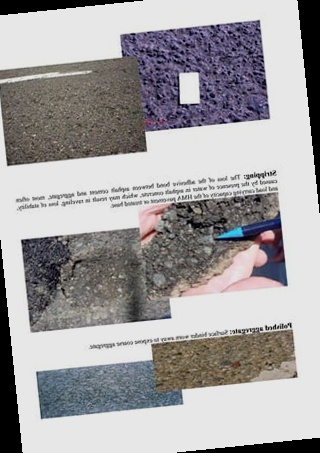 Stripping: The loss of the adhesive bond between asphalt cement and aggregate, most often
caused by the presence of water in asphalt concrete, which may result in raveling, loss of stability,
and load carrying capacity of the HMA pavement or treated base.
Polished aggregate: Surface binder worn away to expose coarse aggregate.